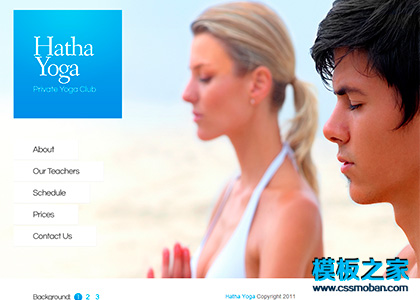 Hatha
Yoga
Private Yoga Club
About
Our Teachers
Schedule
Prices
Contact Us
模板之家
www.cssmoban.com
Background: 1 2 3
Hatha Yoga Copyright 2011